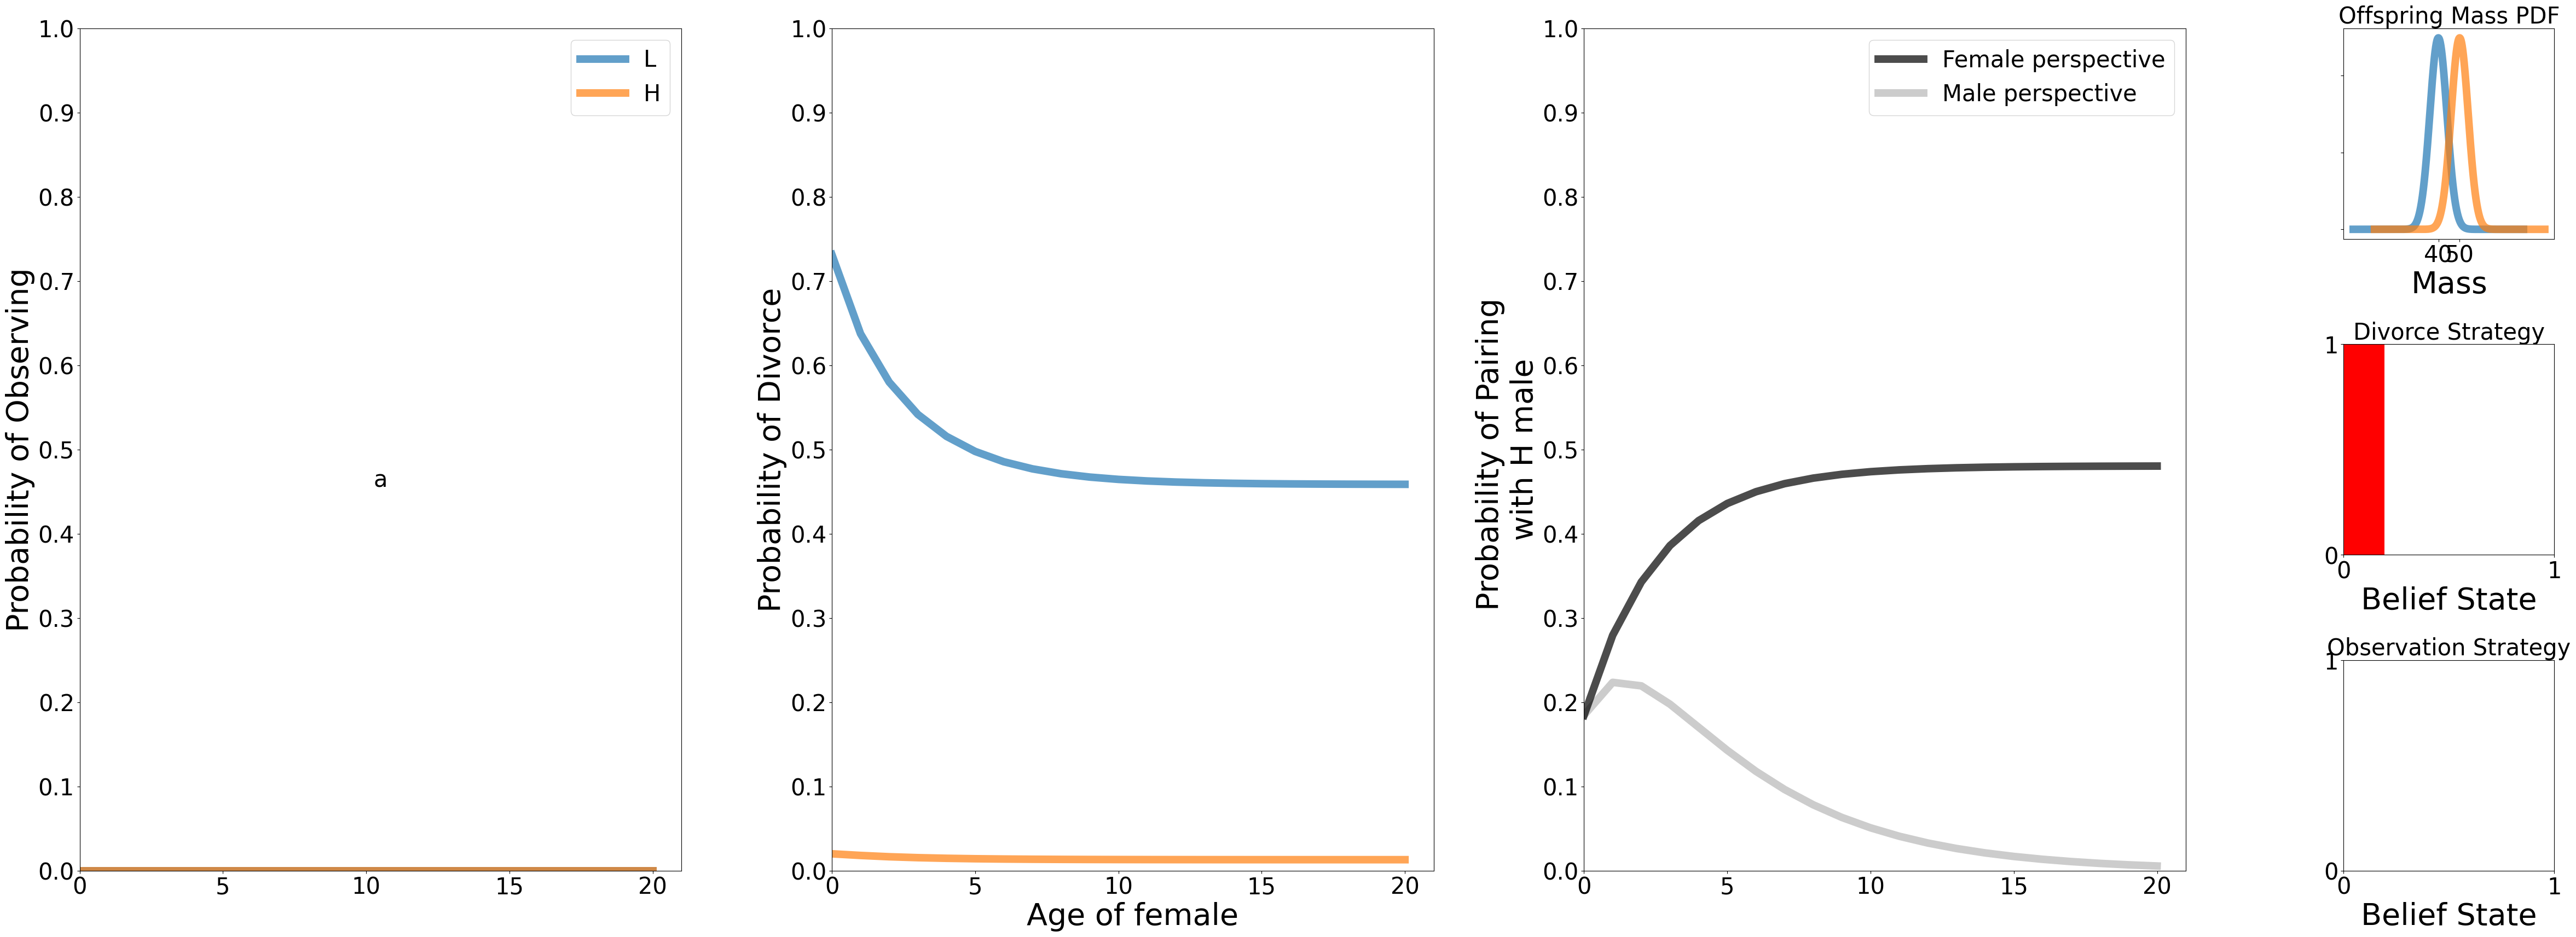 Probability of Observing
1.0
0.9
0.8
0.7
0.6
0.5
0.4
0.3
0.2
0.1
0.0
0 5 10 15 20
L
H
a
Probability of Divorce
1.0
0.9
0.8
0.7
0.6
0.5
0.4
0.3
0.2
0.1
0.0
0 5 10 15 20
Age of female
Probability of Pairing
with H male
1.0
0.9
0.8
0.7
0.6
0.5
0.4
0.3
0.2
0.1
0.0
0 5 10 15 20
Female perspective
Male perspective
Offspring Mass PDF
40 50
Mass
Divorce Strategy
1
0
0 1
Belief State
Observation Strategy
1
0
0 1
Belief State